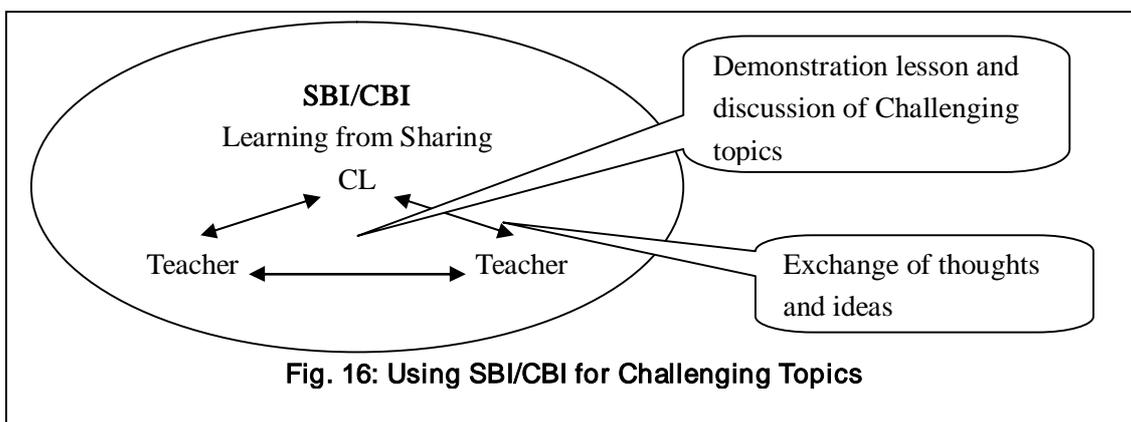 SBI/CBI
Learning from Sharing
CL
Teacher
Teacher
Demonstration lesson and
discussion of Challenging
topics
Exchange of thoughts
and ideas
Fig. 16: Using SBI/CBI for Challenging Topics